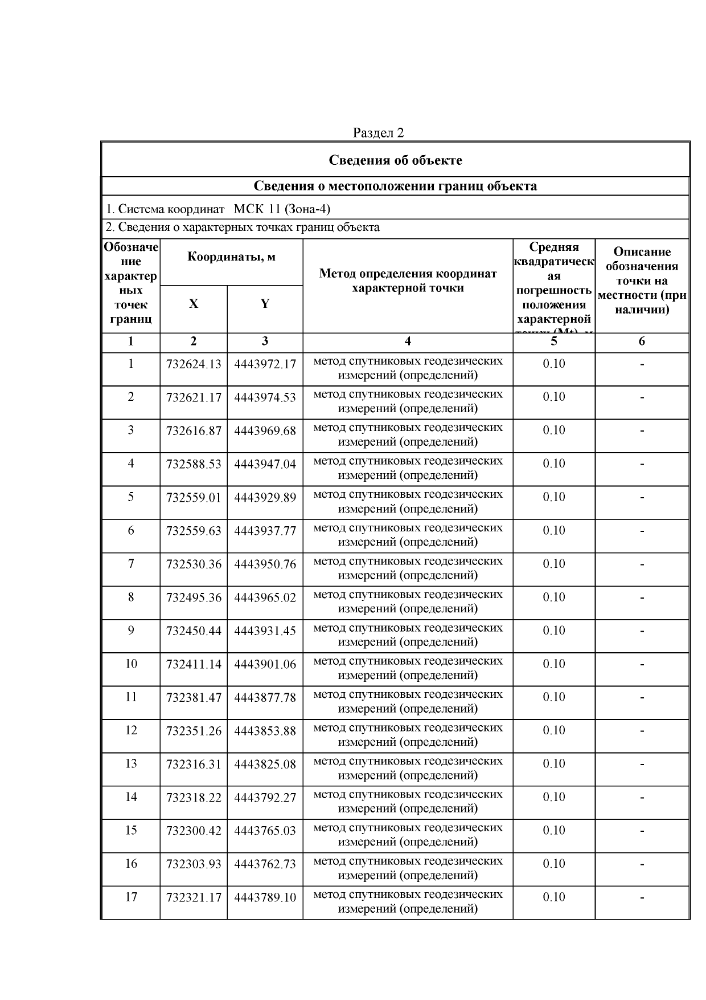 Раздел 2
Сведения об объекте
Сведения о местоположении границ объекта
1. Система координат МСК 11 (Зона-4)
2. Сведения о характерных точках границ объекта
Обозначе
ние
характер
ных
точек
границ
Координаты, м
X
Y
Метод определения координат
характерной точки
Средняя
квадратическ
ая
погрешность
положения
характерной
точки (Mt), м
Описание
обозначения
точки на
местности (при
наличии)
1 2 3 4 5 6
1 732624.13 4443972.17 метод спутниковых геодезических 0.10 -
измерений (определений)
2 732621.17 4443974.53 метод спутниковых геодезических 0.10 -
измерений (определений)
3 732616.87 4443969.68 метод спутниковых геодезических 0.10 -
измерений (определений)
4 732588.53 4443947.04 метод спутниковых геодезических 0.10 -
измерений (определений)
5 732559.01 4443929.89 метод спутниковых геодезических 0.10 -
измерений (определений)
6 732559.63 4443937.77 метод спутниковых геодезических 0.10 -
измерений (определений)
7 732530.36 4443950.76 метод спутниковых геодезических 0.10 -
измерений (определений)
8 732495.36 4443965.02 метод спутниковых геодезических 0.10 -
измерений (определений)
9 732450.44 4443931.45 метод спутниковых геодезических 0.10 -
измерений (определений)
10 732411.14 4443901.06 метод спутниковых геодезических 0.10 -
измерений (определений)
11 732381.47 4443877.78 метод спутниковых геодезических 0.10 -
измерений (определений)
12 732351.26 4443853.88 метод спутниковых геодезических 0.10 -
измерений (определений)
13 732316.31 4443825.08 метод спутниковых геодезических 0.10 -
измерений (определений)
14 732318.22 4443792.27 метод спутниковых геодезических 0.10 -
измерений (определений)
15 732300.42 4443765.03 метод спутниковых геодезических 0.10 -
измерений (определений)
16 732303.93 4443762.73 метод спутниковых геодезических 0.10 -
измерений (определений)
17 732321.17 4443789.10 метод спутниковых геодезических 0.10 -
измерений (определений)